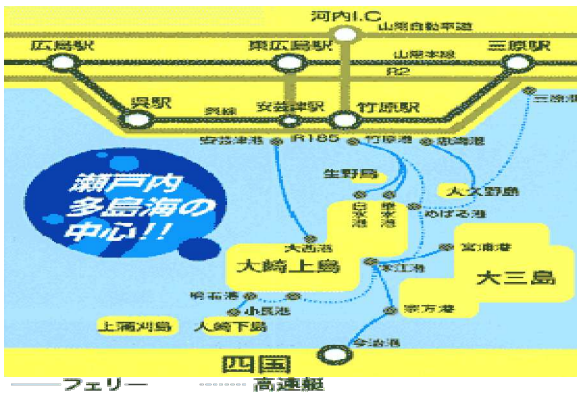 河内I.C
山陽自動車道
広島駅
東広島駅
三原駅
山陽本線
R2
呉駅
呉線
安芸津駅
竹原駅
三原港
安芸津港
R185
竹原港
忠海港
生野島
大久野島
瀬戸内
多島海の
中心!!
白水港
垂水港
めばる港
大西港
宮浦港
大崎上島
木江港
大三島
明石港
小長港
宗方港
上蒲刈島
大崎下島
今治港
四国
フェリー
高速艇